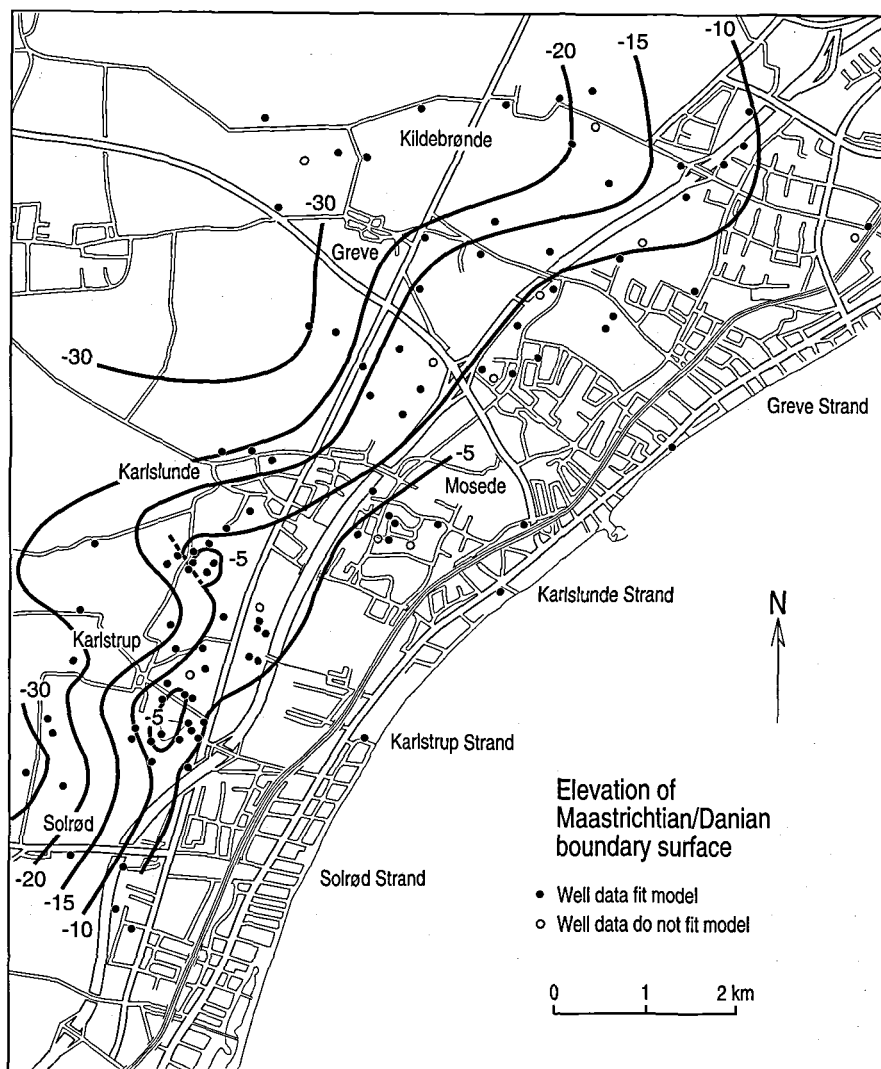 -20
-15
-10
Kildebrønde
-30
Greve
-30
Greve Strand
Karlslunde
-5
Mosede
-5
Karlslunde Strand
N
Karlstrup
-30
-5
Karlstrup Strand
Elevation of
Maastrichtian/Danian
boundary surface
Solrød
Solrød Strand
-20
Well data fit model
-15
-10
Well data do not fit model
0 1 2 km